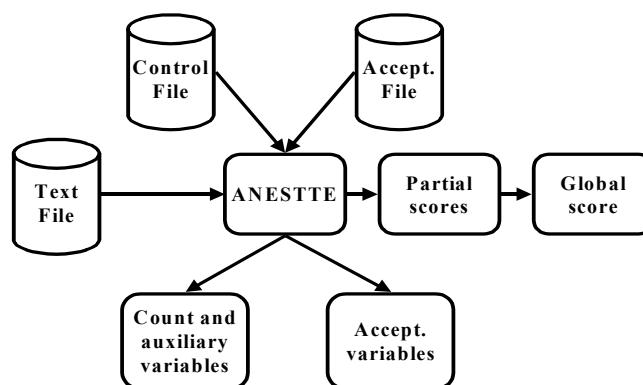 Control
File
Accept.
File
Text
File
ANESTTE
Partial
scores
Global
score
Count and
auxiliary
variables
Accept.
variables